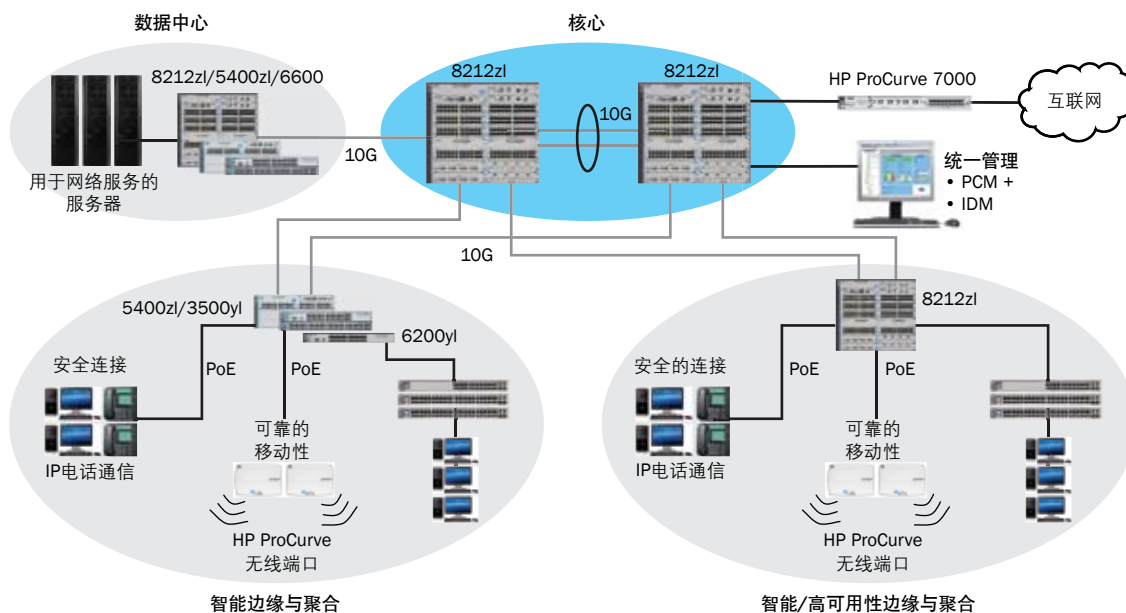 数据中心
核心
8212zl/5400zl/6600
8212zl
8212zl
HP ProCurve 7000
互联网
10G
10G
用于网络服务的
服务器
统一管理
• PCM +
• IDM
10G
5400zl/3500yl
6200yl
安全连接
PoE
PoE
可靠的
移动性
IP电话通信
HP ProCurve
无线端口
智能边缘与聚合
8212zl
安全的连接
PoE
PoE
可靠的
移动性
IP电话通信
HP ProCurve
无线端口
智能/高可用性边缘与聚合